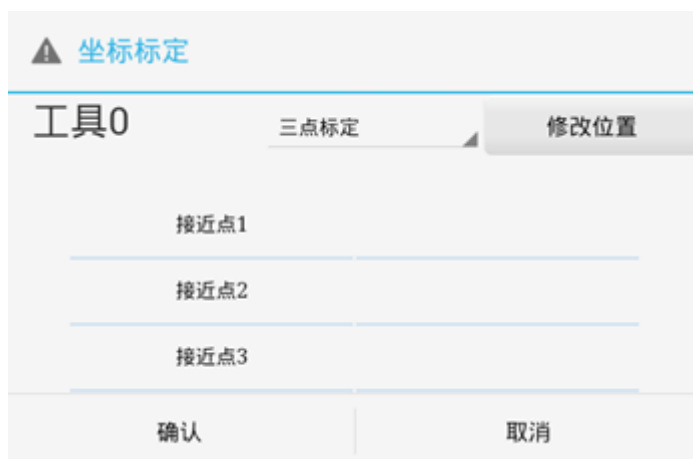 坐标标定
工具0 三点标定 修改位置
接近点1
接近点2
接近点3
确认 取消